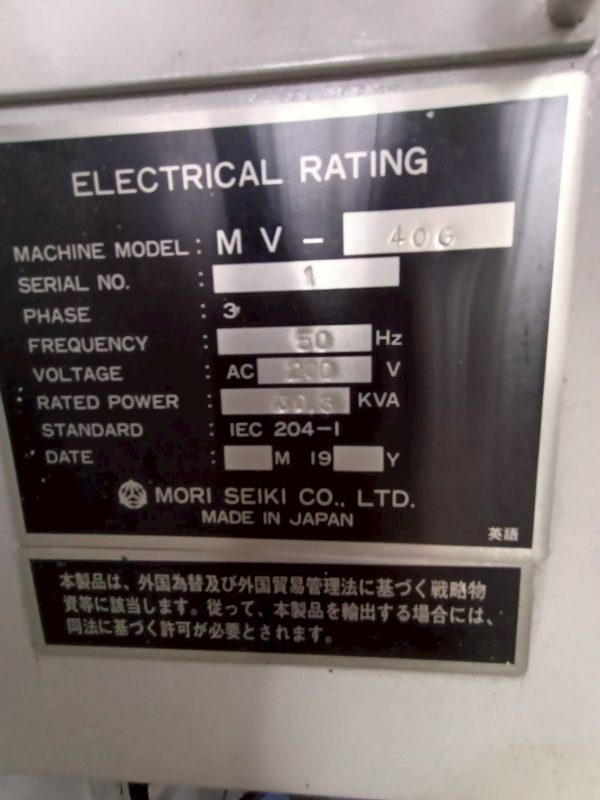 ELECTRICAL RATING
MACHINE MODEL : MV- 40G
SERIAL NO. : 1
PHASE : 3
FREQUENCY : 50 Hz
VOLTAGE : AC 200 V
RATED POWER : 30.3 KVA
STANDARD : IEC 204-1
DATE : M 19 Y
MORI SEIKI CO., LTD.
MADE IN JAPAN
英語
本製品は、外国為替及び外国貿易管理法に基づく戦略物
資等に該当します。従って、本製品を輸出する場合には、
同法に基づく許可が必要とされます。